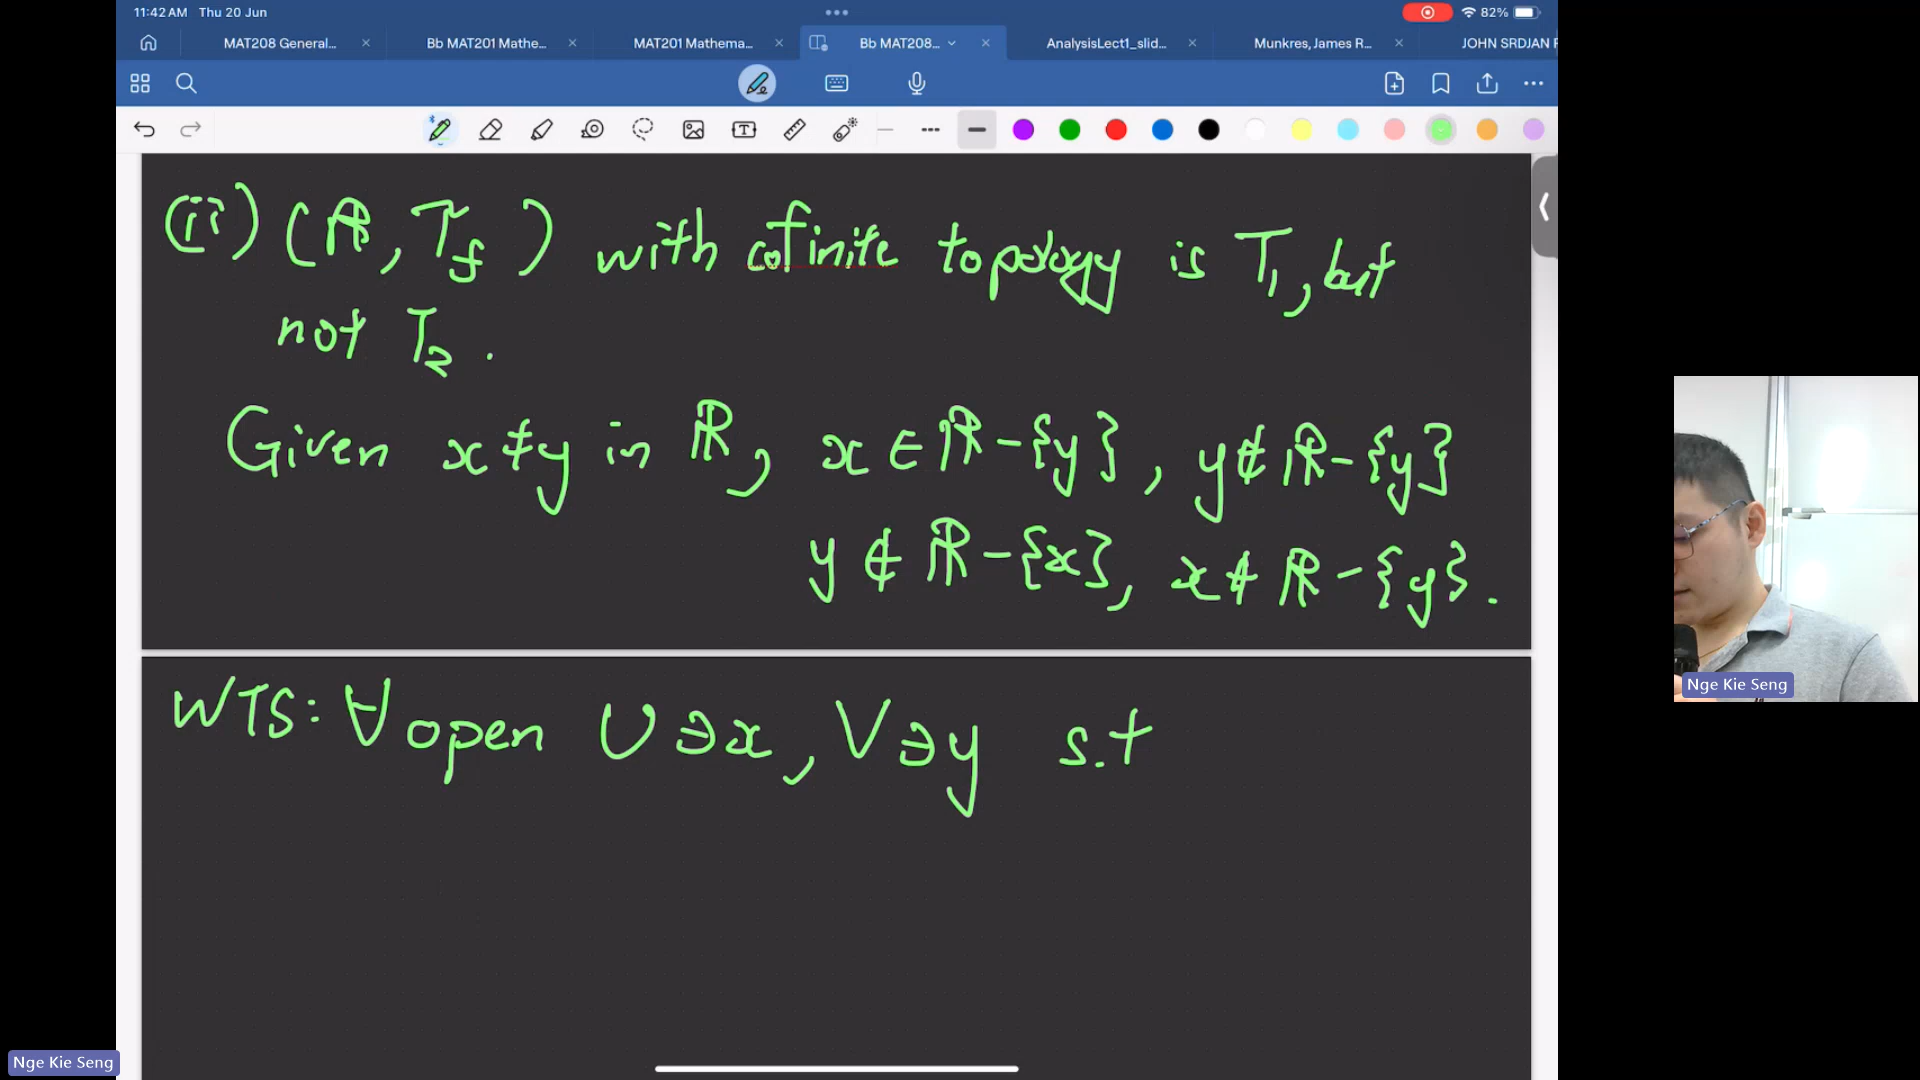 11:42 AM Thu 20 Jun
82%
MAT208 General...
Bb MAT201 Mathe...
MAT201 Mathema...
Bb MAT208...
AnalysisLect1_slid...
Munkres, James R...
JOHN SRDJAN P
(ii) (ℝ, T_f) with cofinite topology is T₁, but
not T₂.
Given x ≠ y in ℝ, x ∈ ℝ - {y}, y ∉ ℝ - {y}
y ∉ ℝ - {x}, x ∉ ℝ - {y}.
WTS: ∀ open U ∋ x, V ∋ y s.t
Nge Kie Seng
Nge Kie Seng